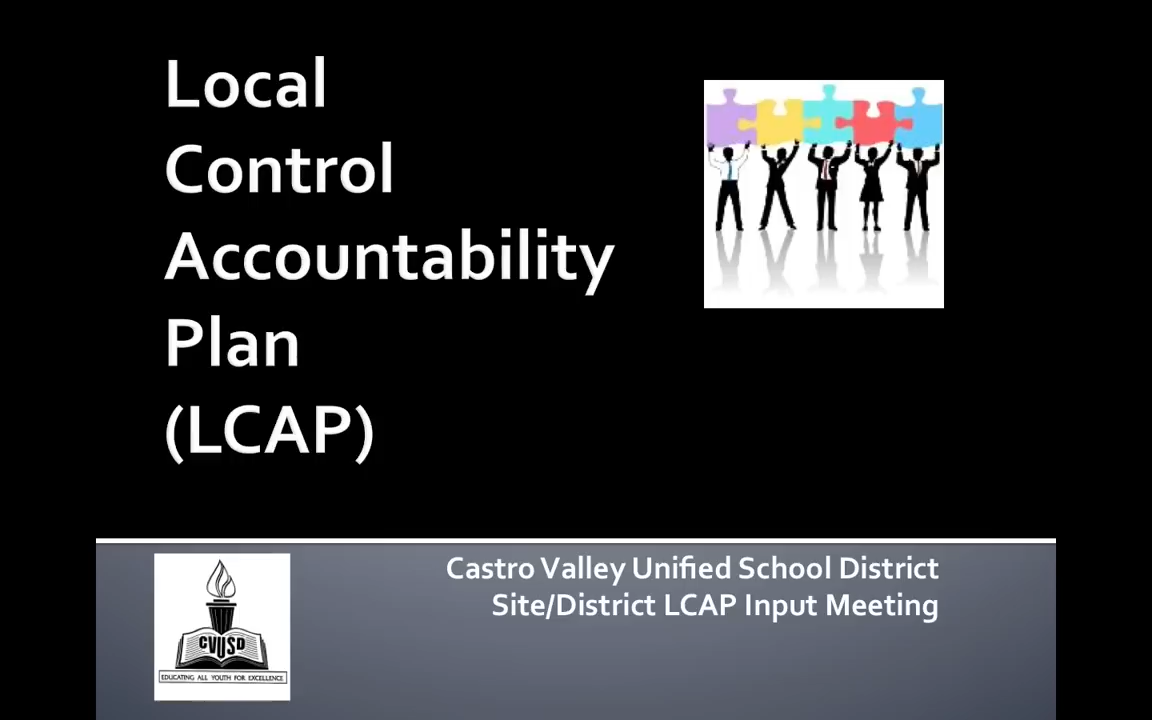 Local
Control
Accountability
Plan
(LCAP)
Castro Valley Unified School District
Site/District LCAP Input Meeting
CVUSD
EDUCATING ALL YOUTH FOR EXCELLENCE